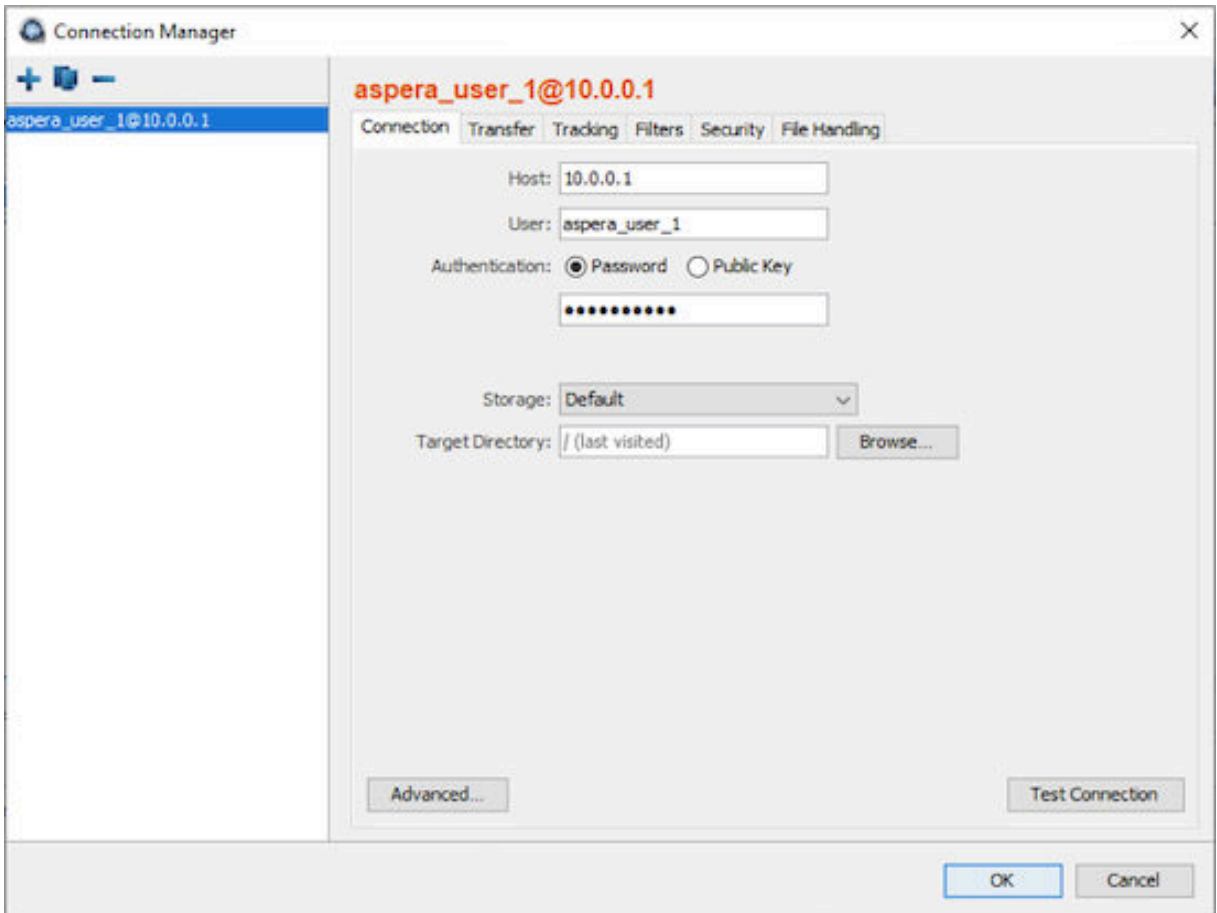 Connection Manager
aspera_user_1@10.0.0.1
aspera_user_1@10.0.0.1
Connection Transfer Tracking Filters Security File Handling
Host: 10.0.0.1
User: aspera_user_1
Authentication: Password Public Key
••••••••••
Storage: Default
Target Directory: / (last visited) Browse...
Advanced... Test Connection
OK Cancel